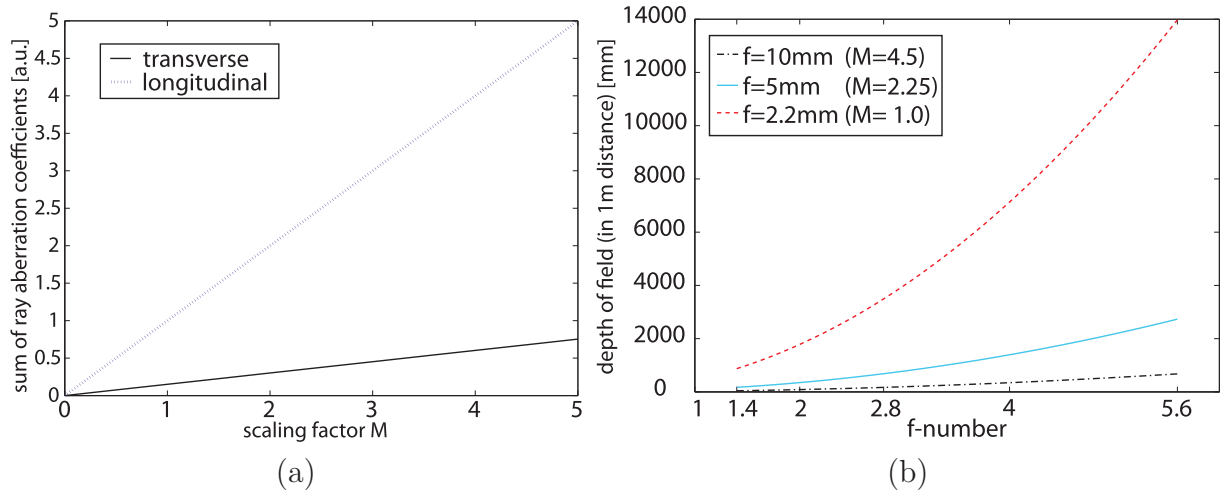 sum of ray aberration coefficients [a.u.]
5
4.5
4
3.5
3
2.5
2
1.5
1
0.5
0
transverse
longitudinal
0 1 2 3 4 5
scaling factor M
(a)
depth of field (in 1m distance) [mm]
14000
12000
10000
8000
6000
4000
2000
0
f=10mm (M=4.5)
f=5mm (M=2.25)
f=2.2mm (M= 1.0)
1 1.4 2 2.8 4 5.6
f-number
(b)